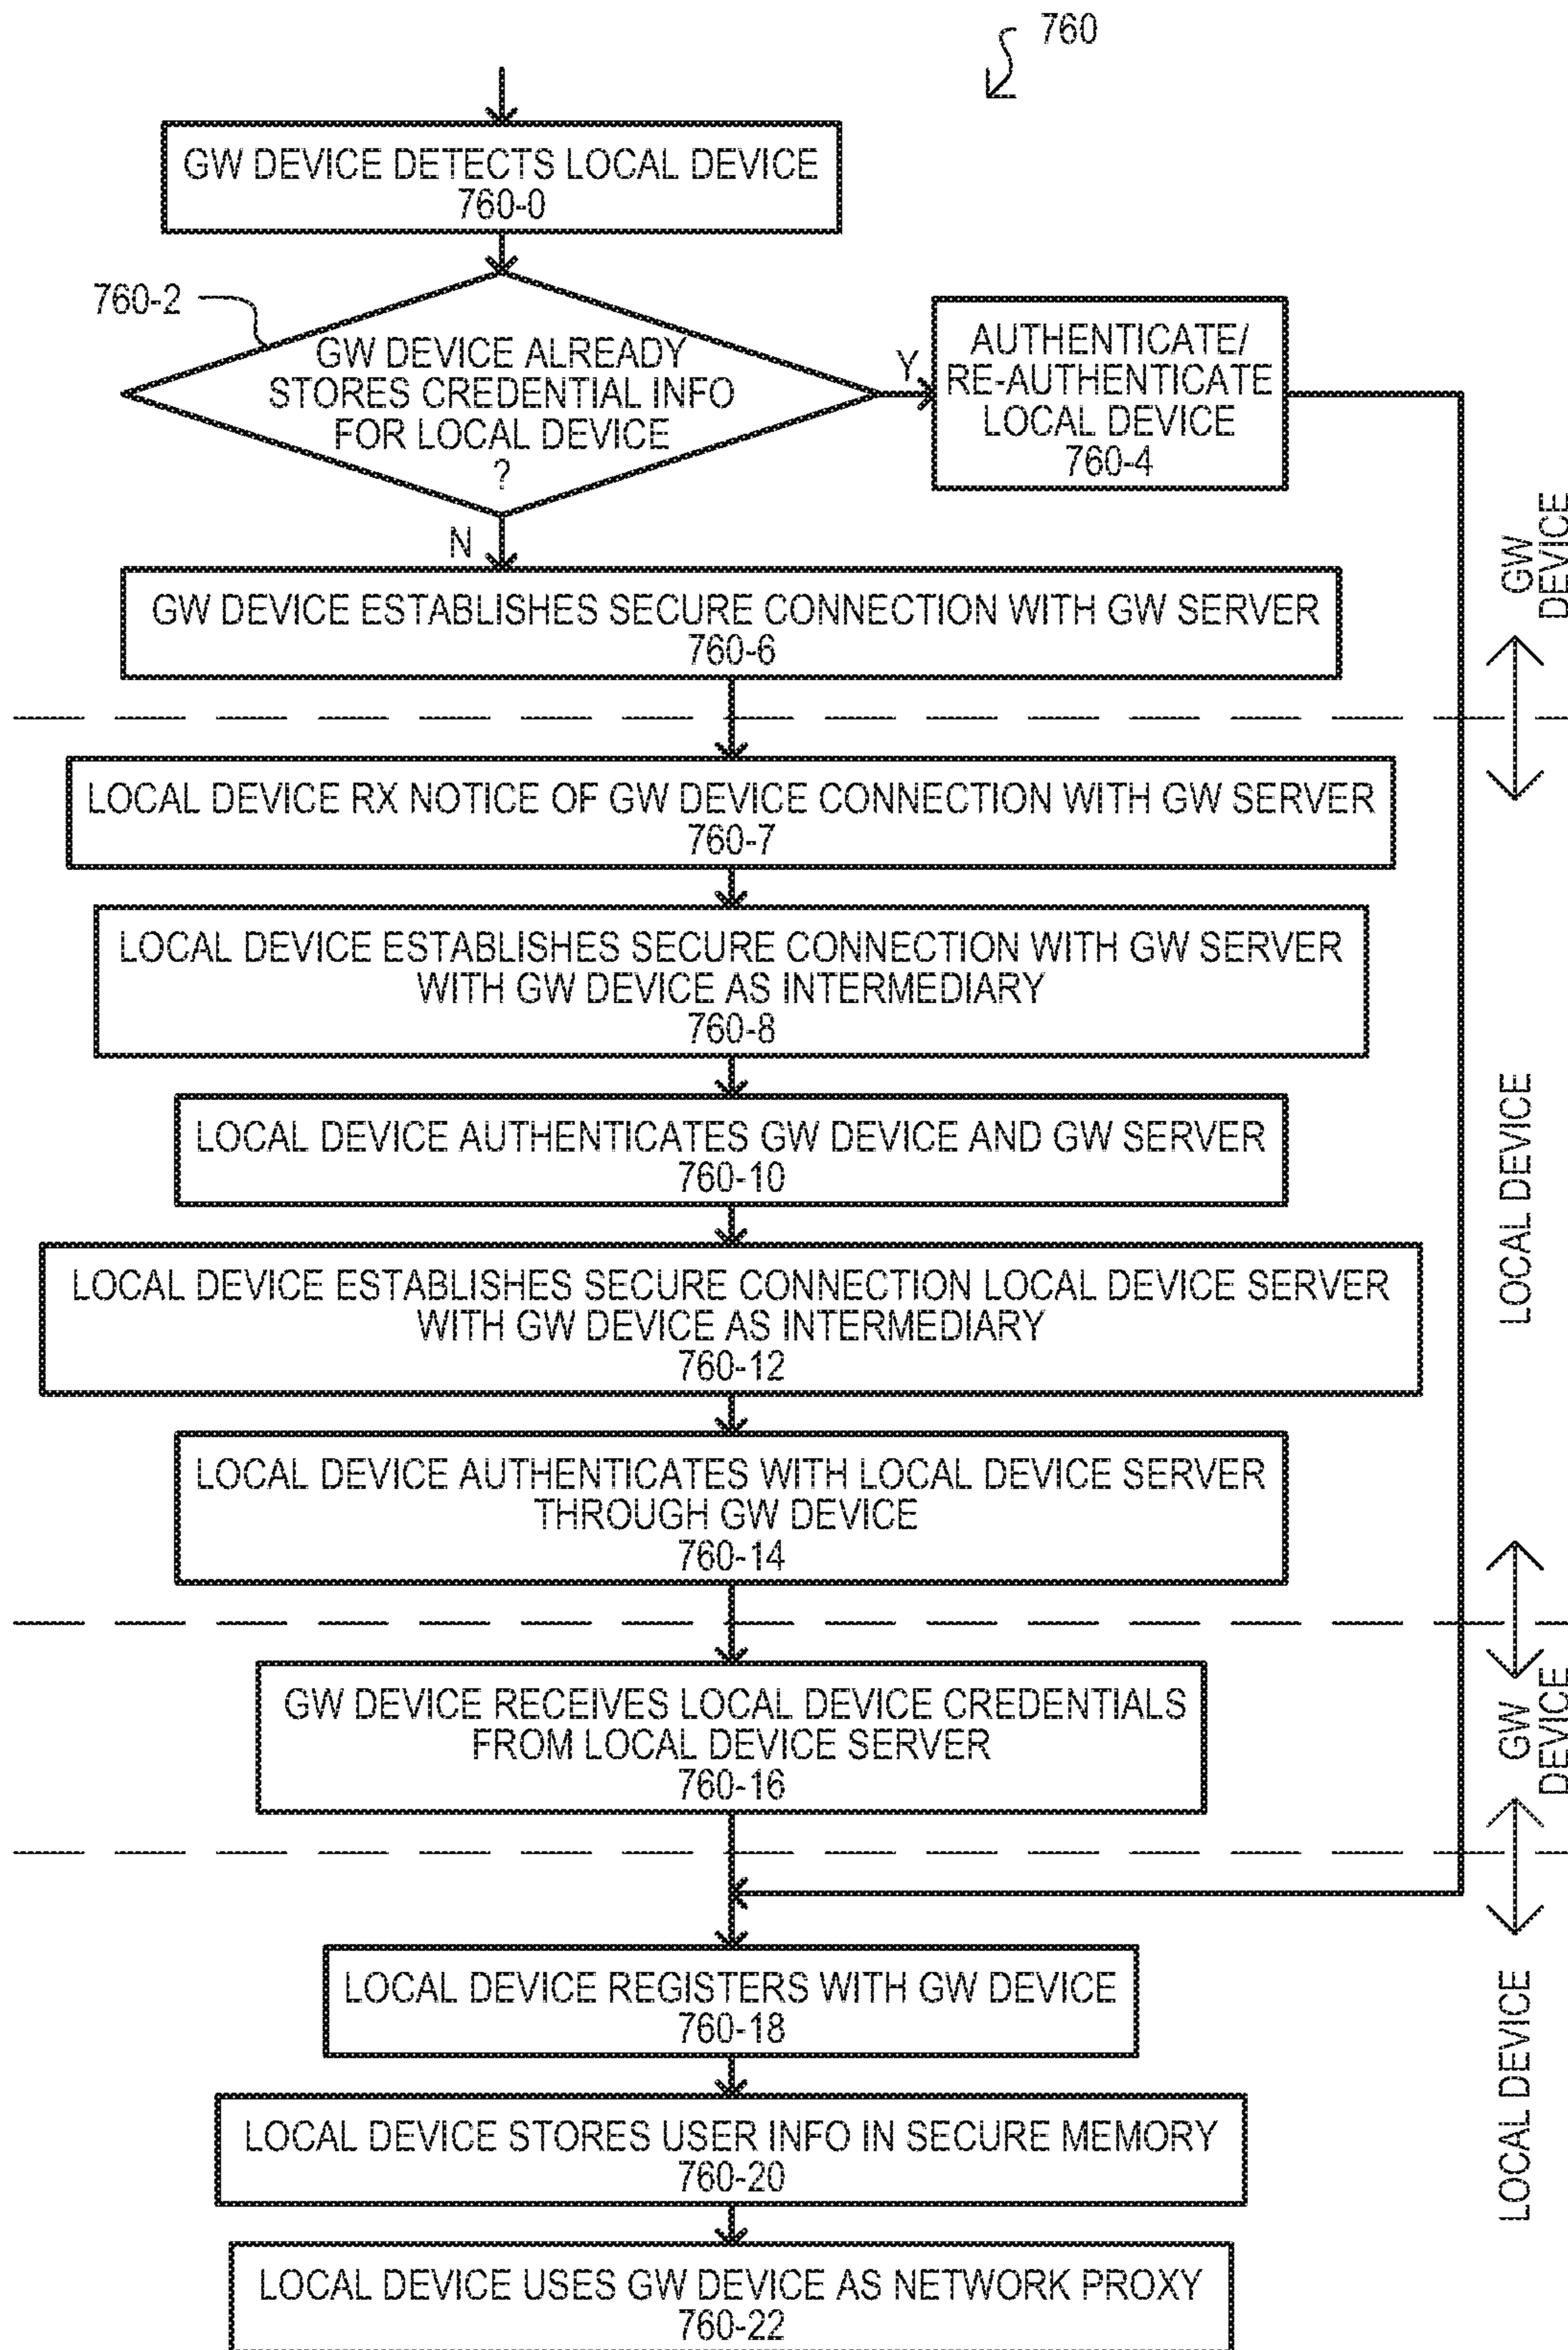 760
GW DEVICE DETECTS LOCAL DEVICE
760-0
760-2
GW DEVICE ALREADY
STORES CREDENTIAL INFO
FOR LOCAL DEVICE
?
Y
AUTHENTICATE/
RE-AUTHENTICATE
LOCAL DEVICE
760-4
N
GW DEVICE ESTABLISHES SECURE CONNECTION WITH GW SERVER
760-6
GW
DEVICE
LOCAL DEVICE RX NOTICE OF GW DEVICE CONNECTION WITH GW SERVER
760-7
LOCAL DEVICE ESTABLISHES SECURE CONNECTION WITH GW SERVER
WITH GW DEVICE AS INTERMEDIARY
760-8
LOCAL DEVICE AUTHENTICATES GW DEVICE AND GW SERVER
760-10
LOCAL DEVICE
LOCAL DEVICE ESTABLISHES SECURE CONNECTION LOCAL DEVICE SERVER
WITH GW DEVICE AS INTERMEDIARY
760-12
LOCAL DEVICE AUTHENTICATES WITH LOCAL DEVICE SERVER
THROUGH GW DEVICE
760-14
GW DEVICE RECEIVES LOCAL DEVICE CREDENTIALS
FROM LOCAL DEVICE SERVER
760-16
GW
DEVICE
LOCAL DEVICE REGISTERS WITH GW DEVICE
760-18
LOCAL DEVICE STORES USER INFO IN SECURE MEMORY
760-20
LOCAL DEVICE
LOCAL DEVICE USES GW DEVICE AS NETWORK PROXY
760-22